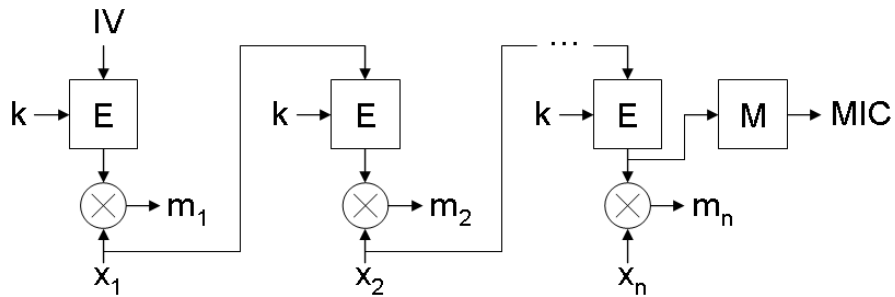 IV
...
k E k E k E M MIC
m₁ m₂ mₙ
x₁ x₂ xₙ